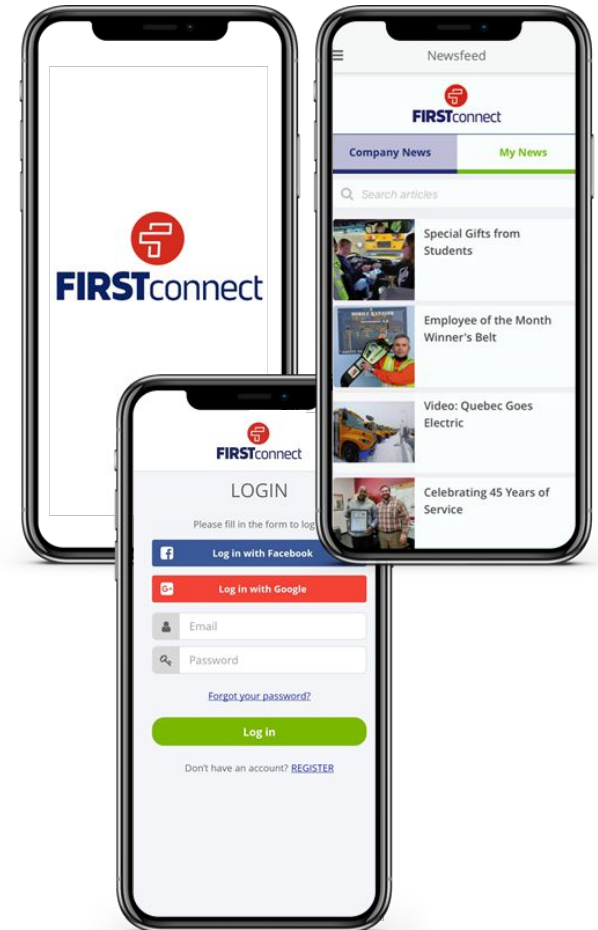 FIRSTconnect
Newsfeed
FIRSTconnect
Company News
My News
Search articles
Special Gifts from
Students
Employee of the Month
Winner's Belt
Video: Quebec Goes
Electric
Celebrating 45 Years of
Service
FIRSTconnect
LOGIN
Please fill in the form to log
Log in with Facebook
G+
Log in with Google
Email
Password
Forgot your password?
Log in
Don't have an account? REGISTER